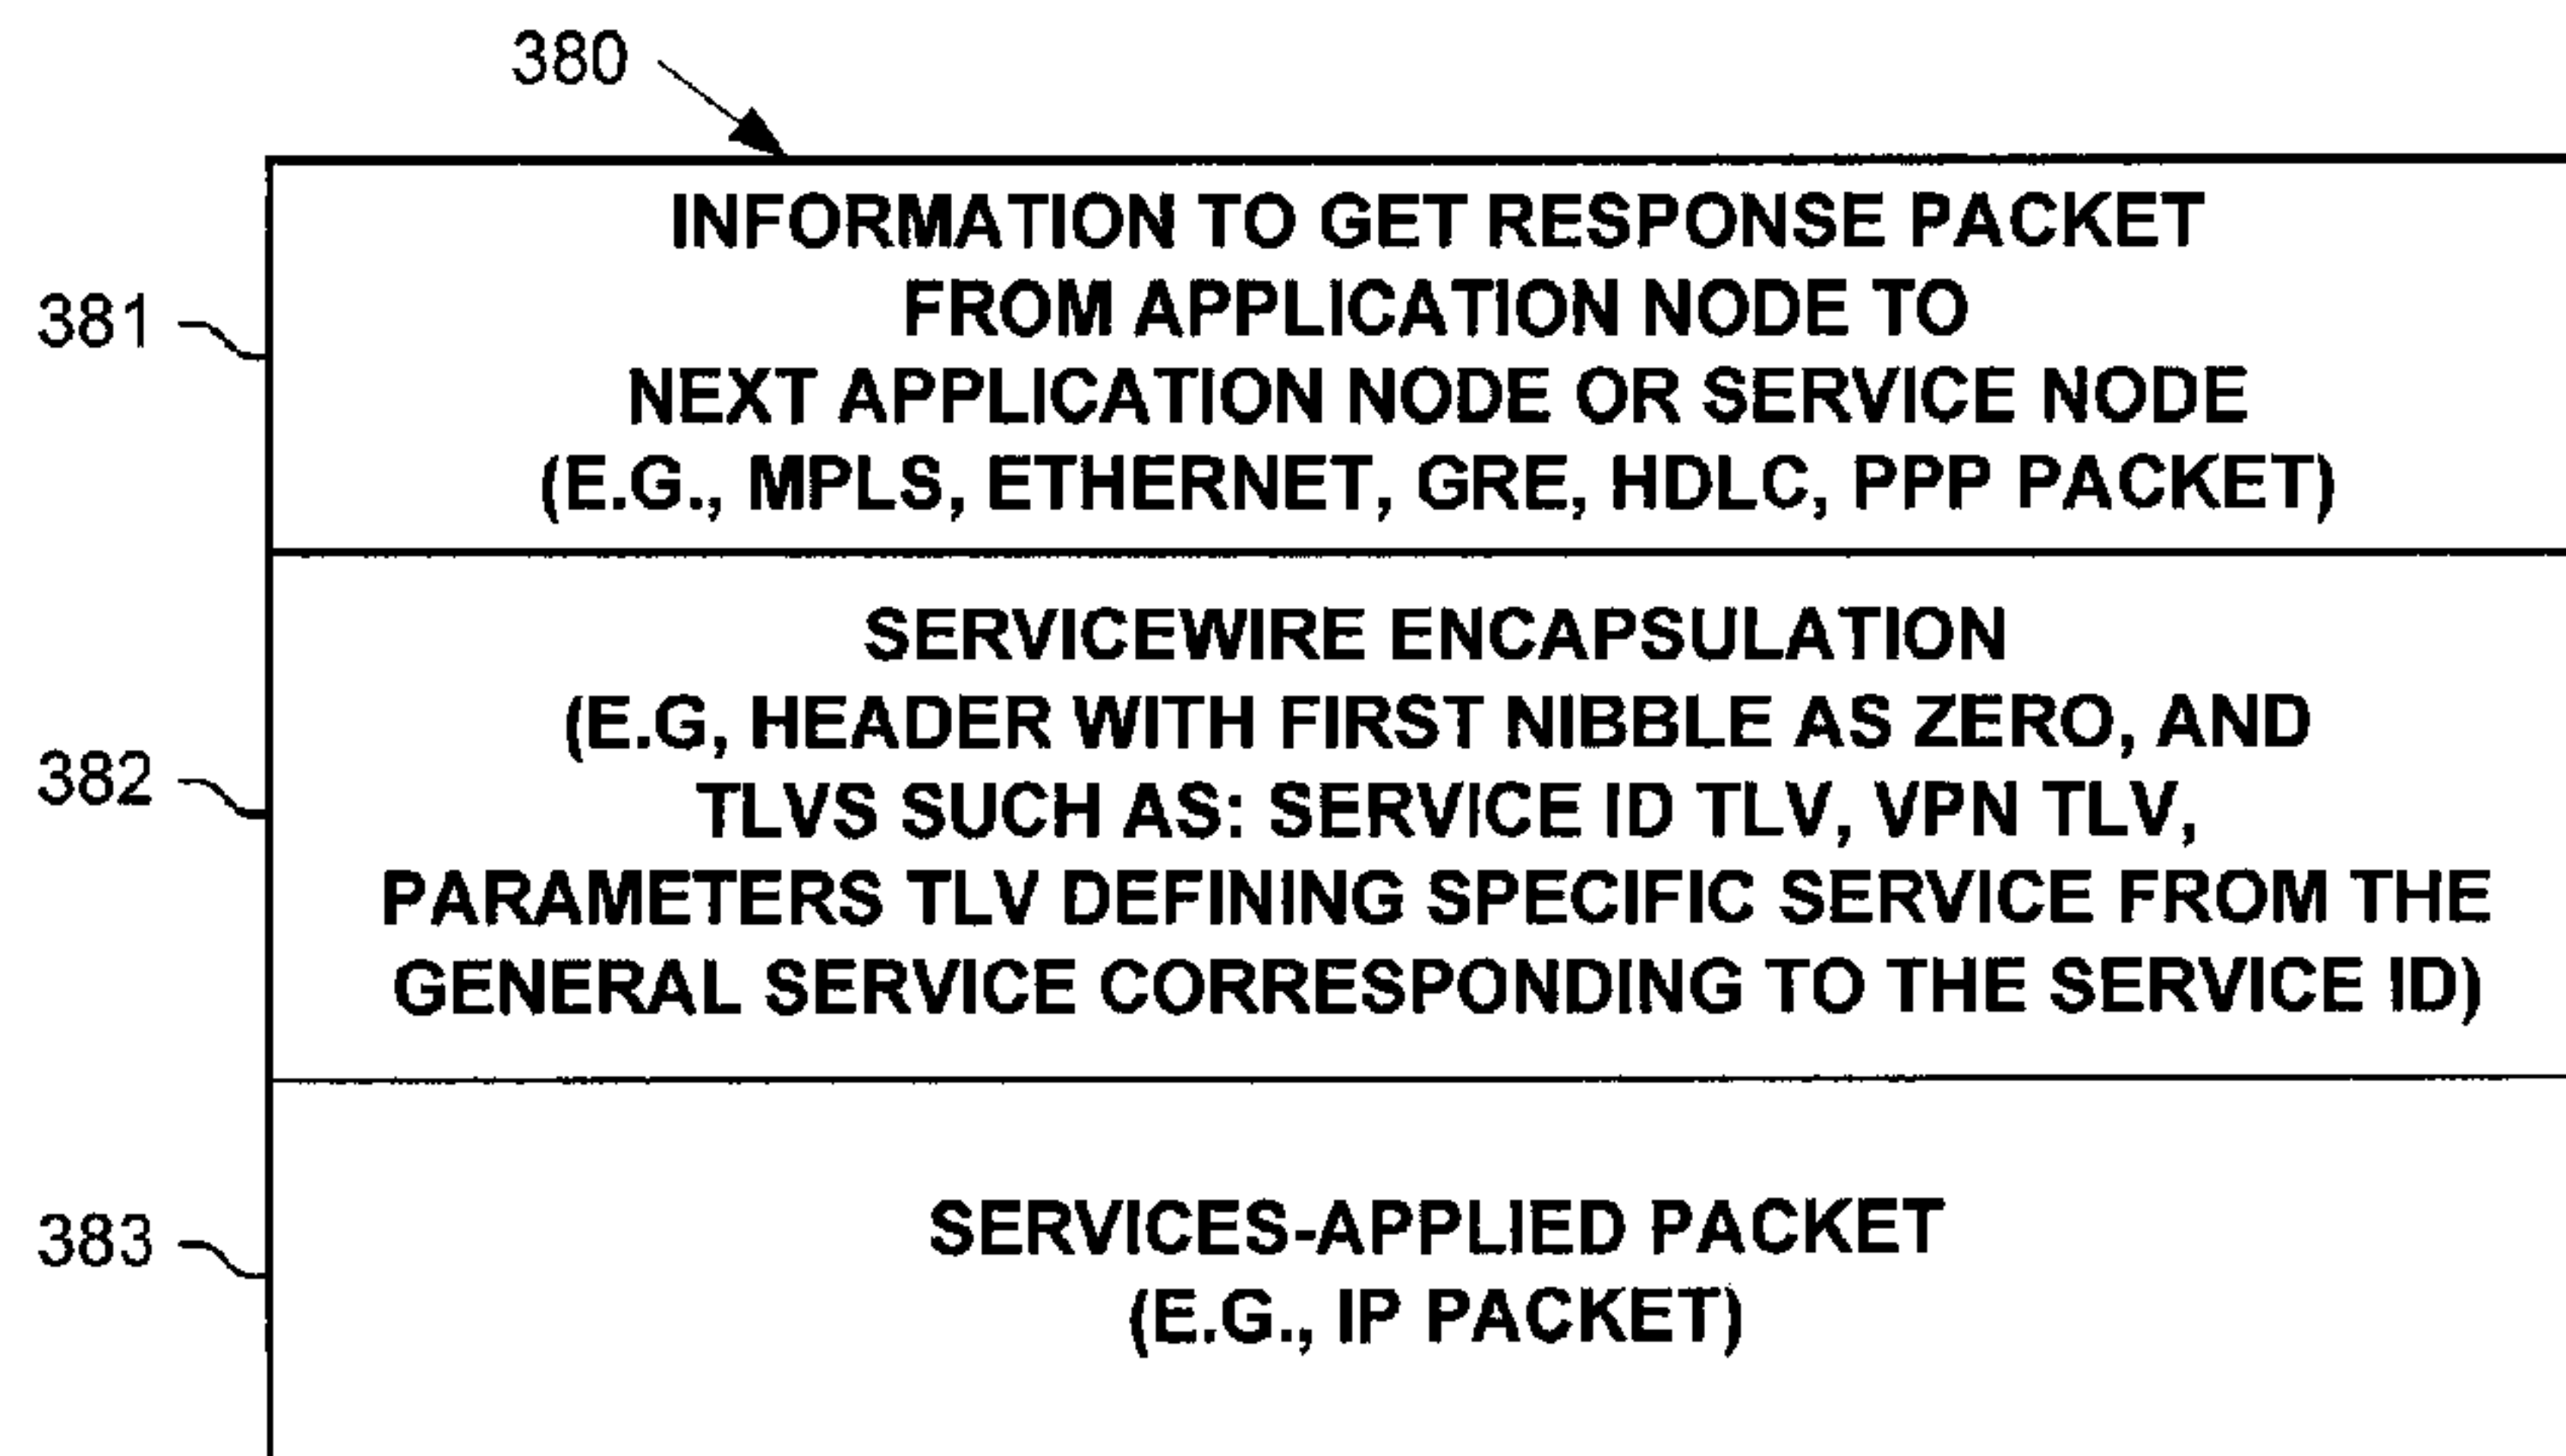 380
381
INFORMATION TO GET RESPONSE PACKET
FROM APPLICATION NODE TO
NEXT APPLICATION NODE OR SERVICE NODE
(E.G., MPLS, ETHERNET, GRE, HDLC, PPP PACKET)
382
SERVICEWIRE ENCAPSULATION
(E.G, HEADER WITH FIRST NIBBLE AS ZERO, AND
TLVS SUCH AS: SERVICE ID TLV, VPN TLV,
PARAMETERS TLV DEFINING SPECIFIC SERVICE FROM THE
GENERAL SERVICE CORRESPONDING TO THE SERVICE ID)
383
SERVICES-APPLIED PACKET
(E.G., IP PACKET)